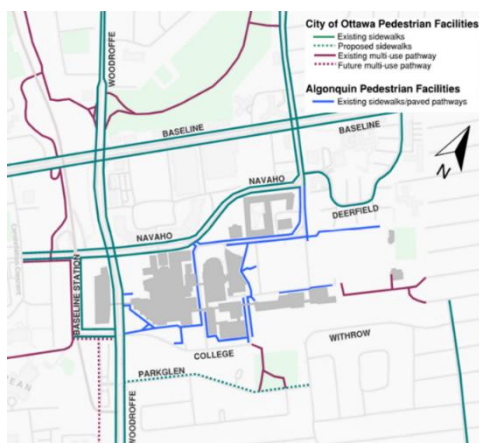 City of Ottawa Pedestrian Facilities
Existing sidewalks
Proposed sidewalks
Existing multi-use pathway
Future multi-use pathway
Algonquin Pedestrian Facilities
Existing sidewalks/paved pathways
WOODROFFE
BASELINE
BASELINE
N
NAVAHO
DEERFIELD
NAVAHO
BASELINE STATION
WITHROW
COLLEGE
PARKGLEN
WOODROFFE